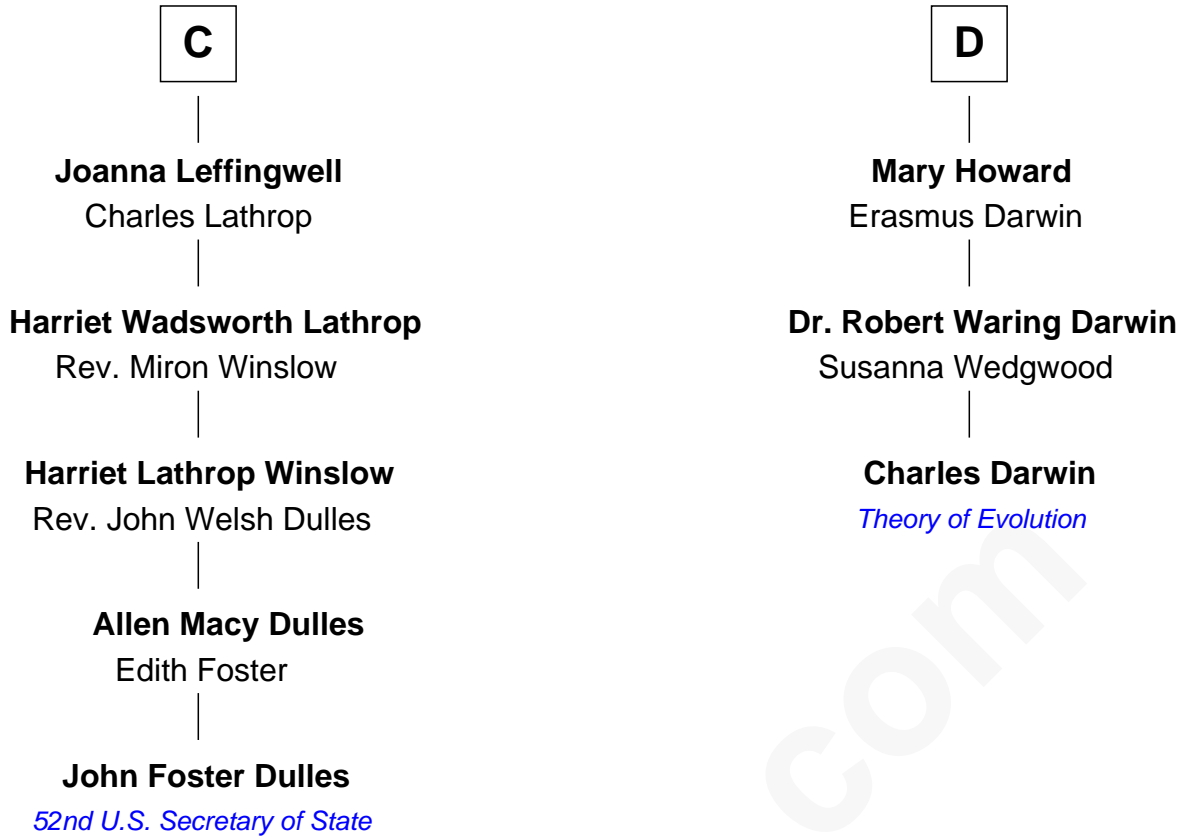 C
Joanna Leffingwell
Charles Lathrop
Harriet Wadsworth Lathrop
Rev. Miron Winslow
Harriet Lathrop Winslow
Rev. John Welsh Dulles
Allen Macy Dulles
Edith Foster
John Foster Dulles
52nd U.S. Secretary of State
D
Mary Howard
Erasmus Darwin
Dr. Robert Waring Darwin
Susanna Wedgwood
Charles Darwin
Theory of Evolution
com